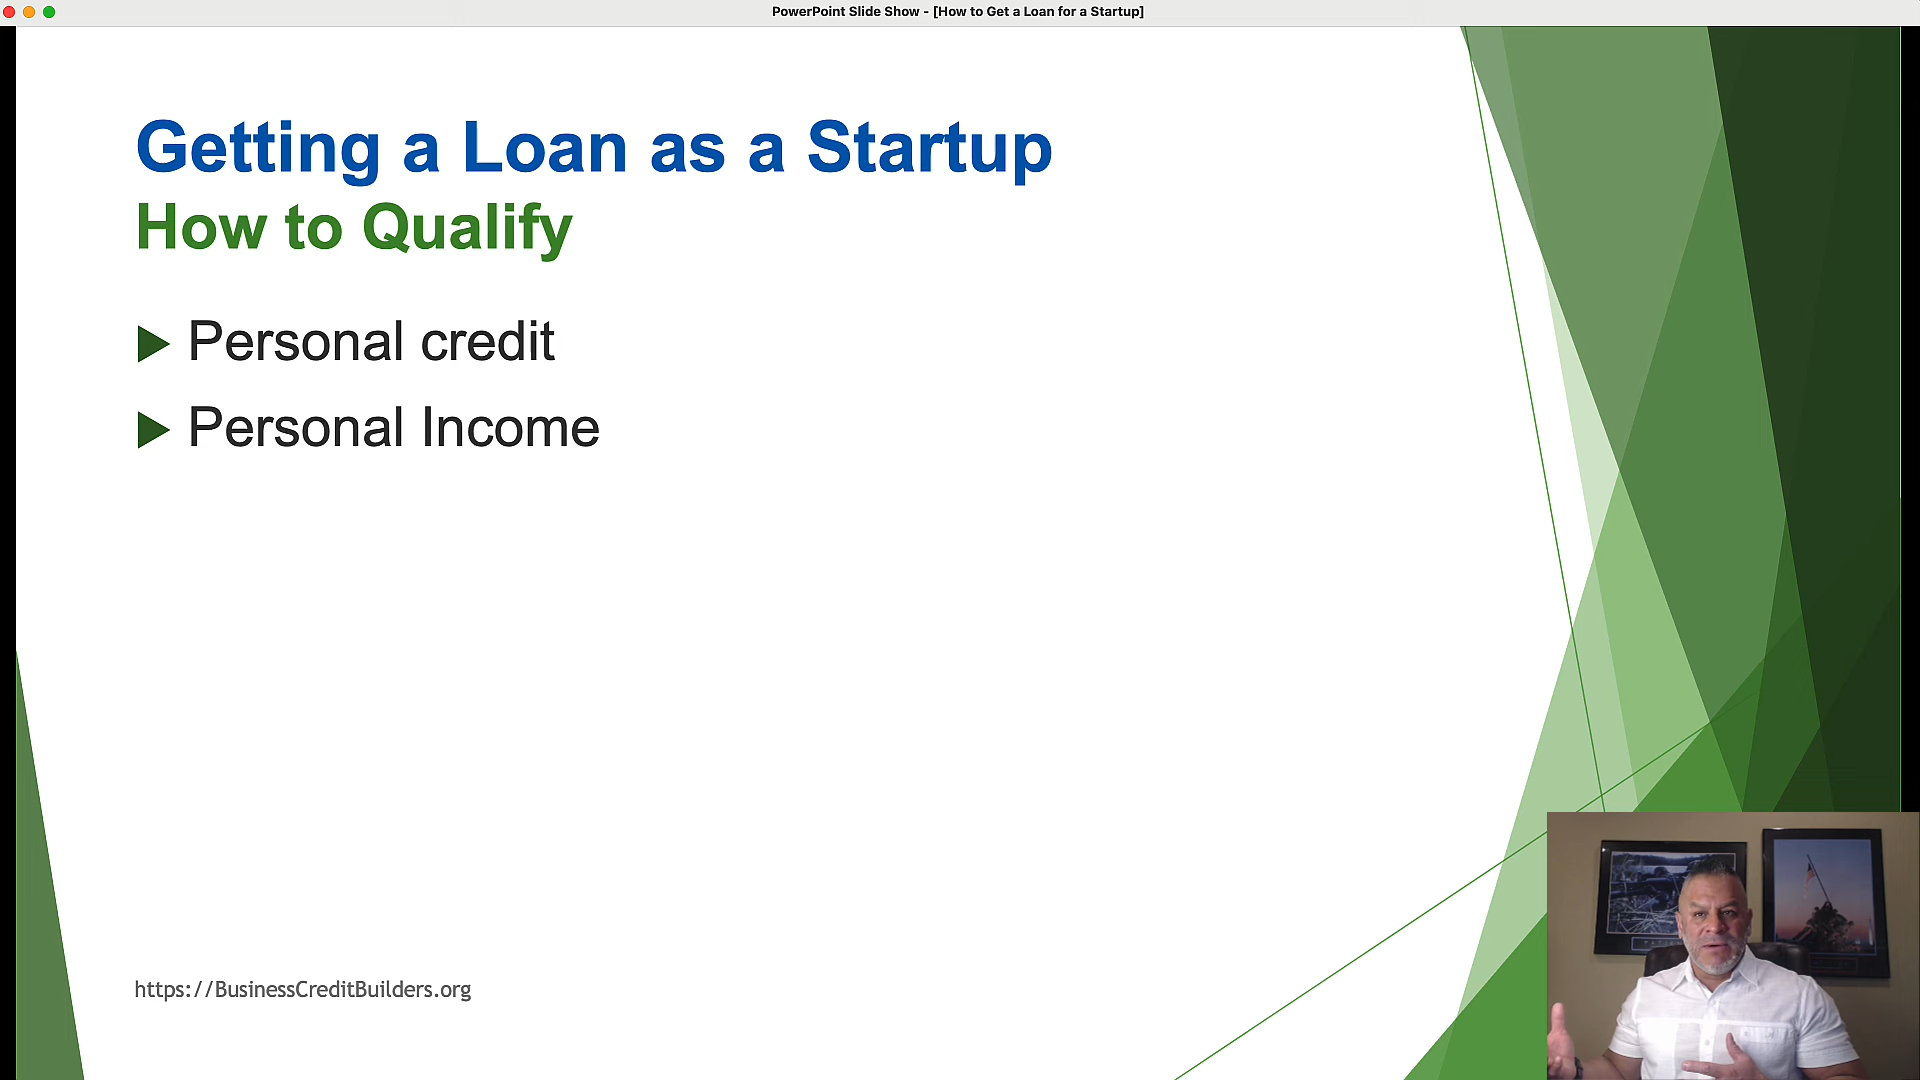 PowerPoint Slide Show - [How to Get a Loan for a Startup]
Getting a Loan as a Startup
How to Qualify
Personal credit
Personal Income
https://BusinessCreditBuilders.org